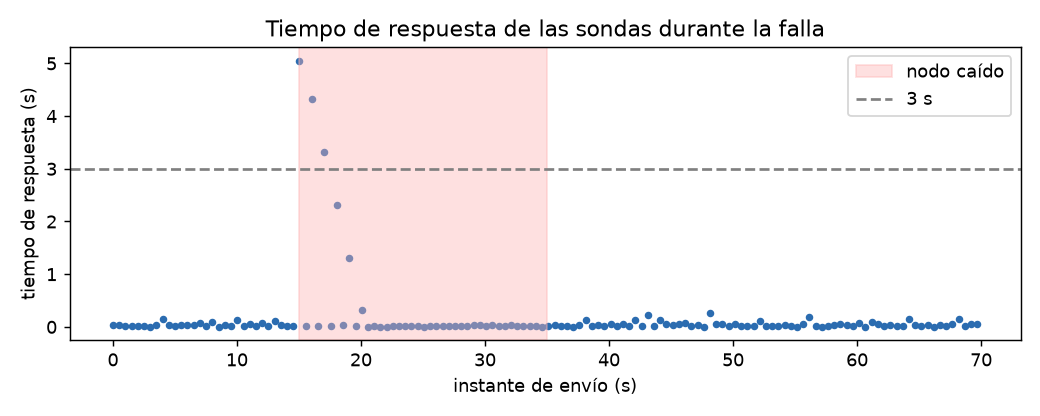 Tiempo de respuesta de las sondas durante la falla
tiempo de respuesta (s)
5
4
3
2
1
0
nodo caído
3 s
0 10 20 30 40 50 60 70
instante de envío (s)